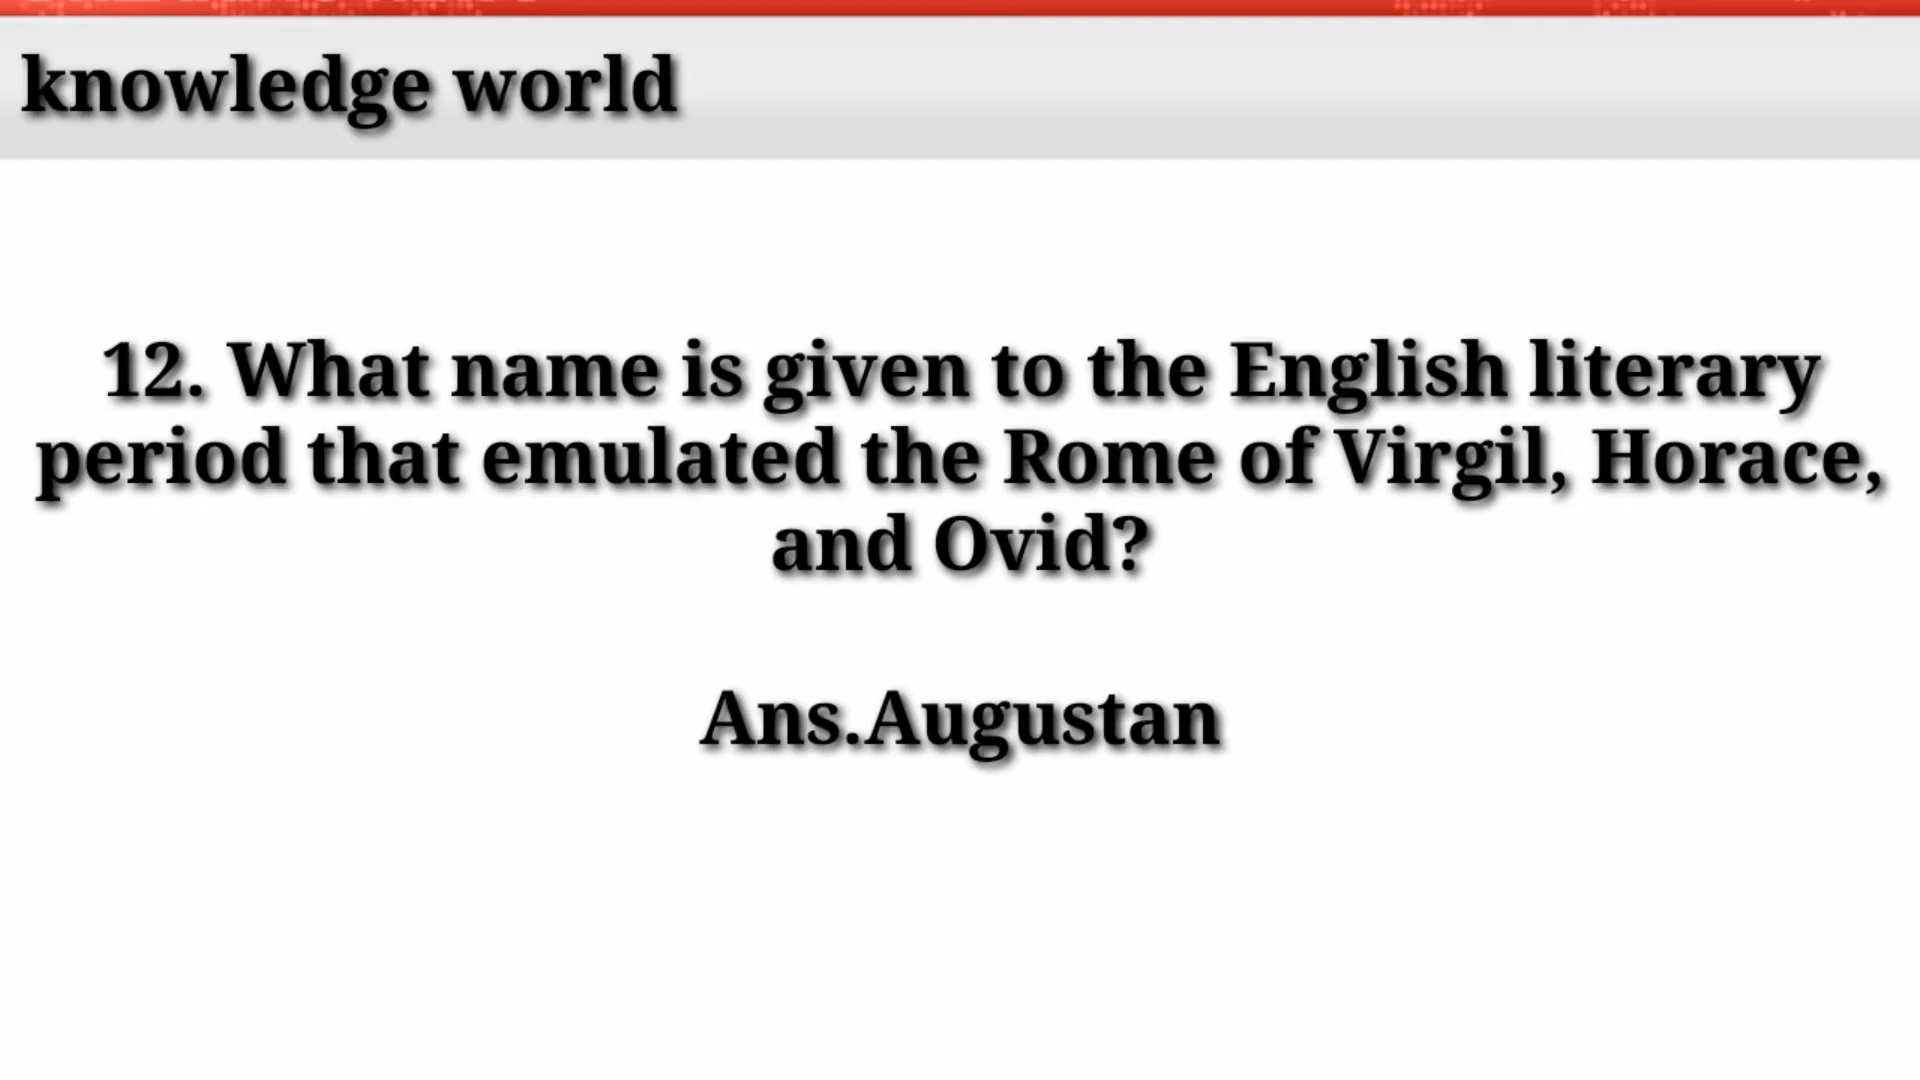 knowledge world
12. What name is given to the English literary
period that emulated the Rome of Virgil, Horace,
and Ovid?
Ans.Augustan